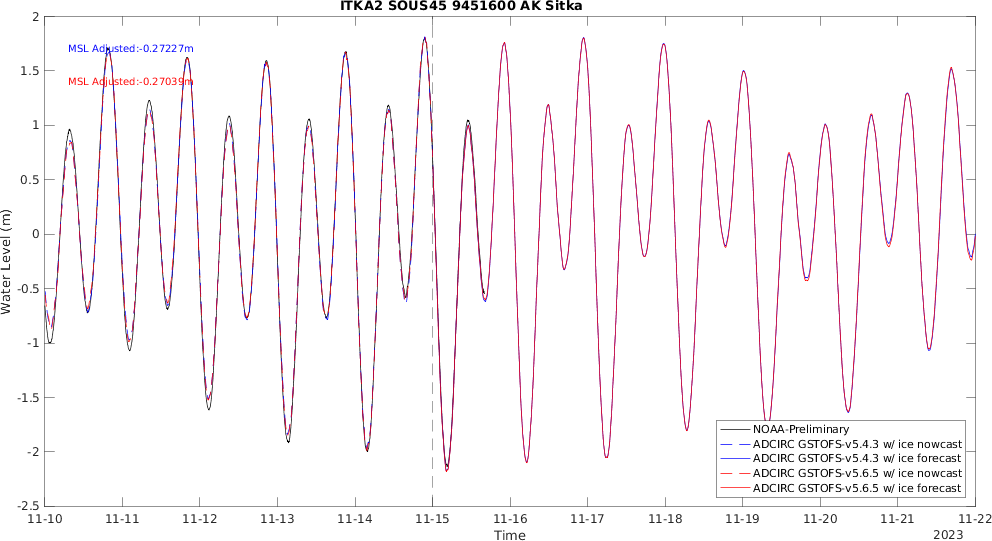 ITKA2 SOUS45 9451600 AK Sitka
2
1.5
1
0.5
0
-0.5
-1
-1.5
-2
-2.5
Water Level (m)
MSL Adjusted:-0.27227m
MSL Adjusted:-0.27039m
NOAA-Preliminary
ADCIRC GSTOFS-v5.4.3 w/ ice nowcast
ADCIRC GSTOFS-v5.4.3 w/ ice forecast
ADCIRC GSTOFS-v5.6.5 w/ ice nowcast
ADCIRC GSTOFS-v5.6.5 w/ ice forecast
11-10 11-11 11-12 11-13 11-14 11-15 11-16 11-17 11-18 11-19 11-20 11-21 11-22
Time
2023